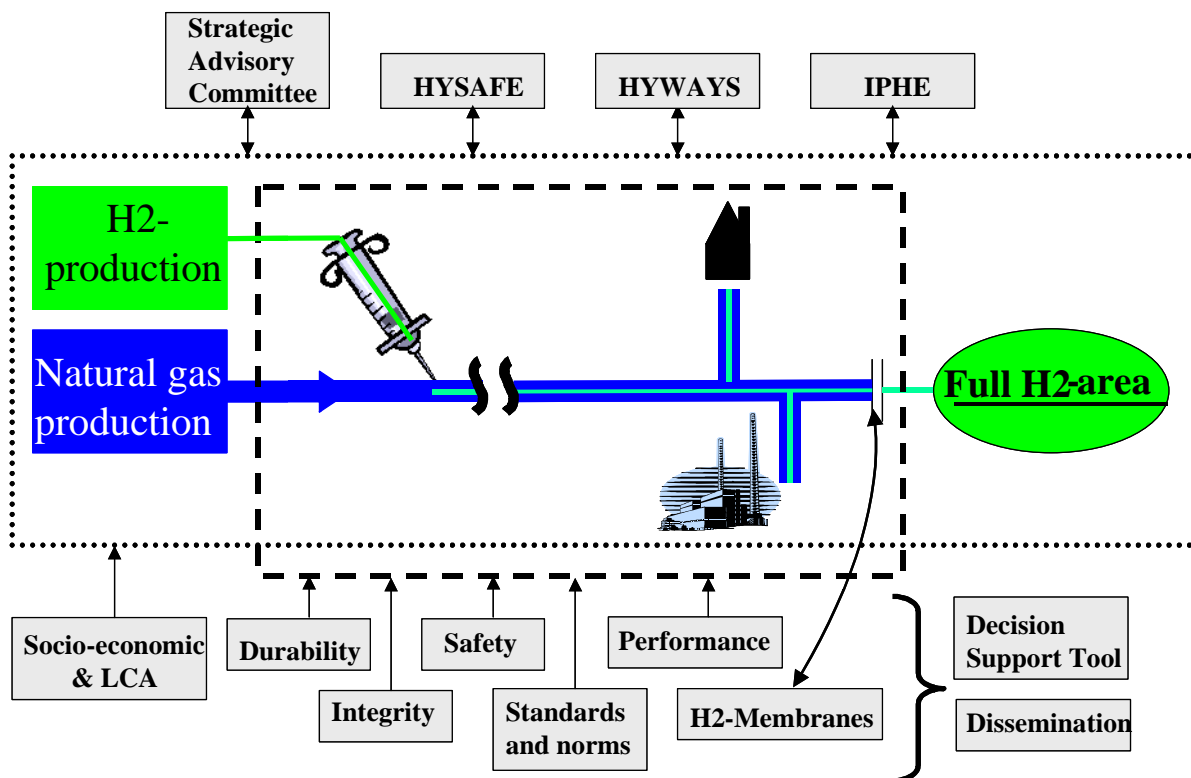 Strategic
Advisory
Committee
HYSAFE
HYWAYS
IPHE
H2-
production
Natural gas
production
Full H2-area
Socio-economic
& LCA
Durability
Integrity
Safety
Standards
and norms
Performance
H2-Membranes
Decision
Support Tool
Dissemination